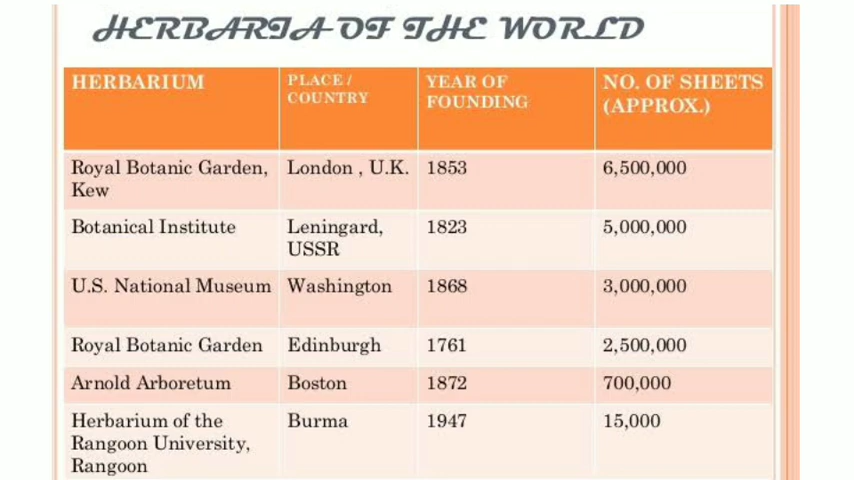 HERBARIA OF THE WORLD
HERBARIUM
PLACE /
COUNTRY
YEAR OF
FOUNDING
NO. OF SHEETS
(APPROX.)
Royal Botanic Garden,
Kew
London , U.K.
1853
6,500,000
Botanical Institute
Leningard,
USSR
1823
5,000,000
U.S. National Museum
Washington
1868
3,000,000
Royal Botanic Garden
Edinburgh
1761
2,500,000
Arnold Arboretum
Boston
1872
700,000
Herbarium of the
Rangoon University,
Rangoon
Burma
1947
15,000